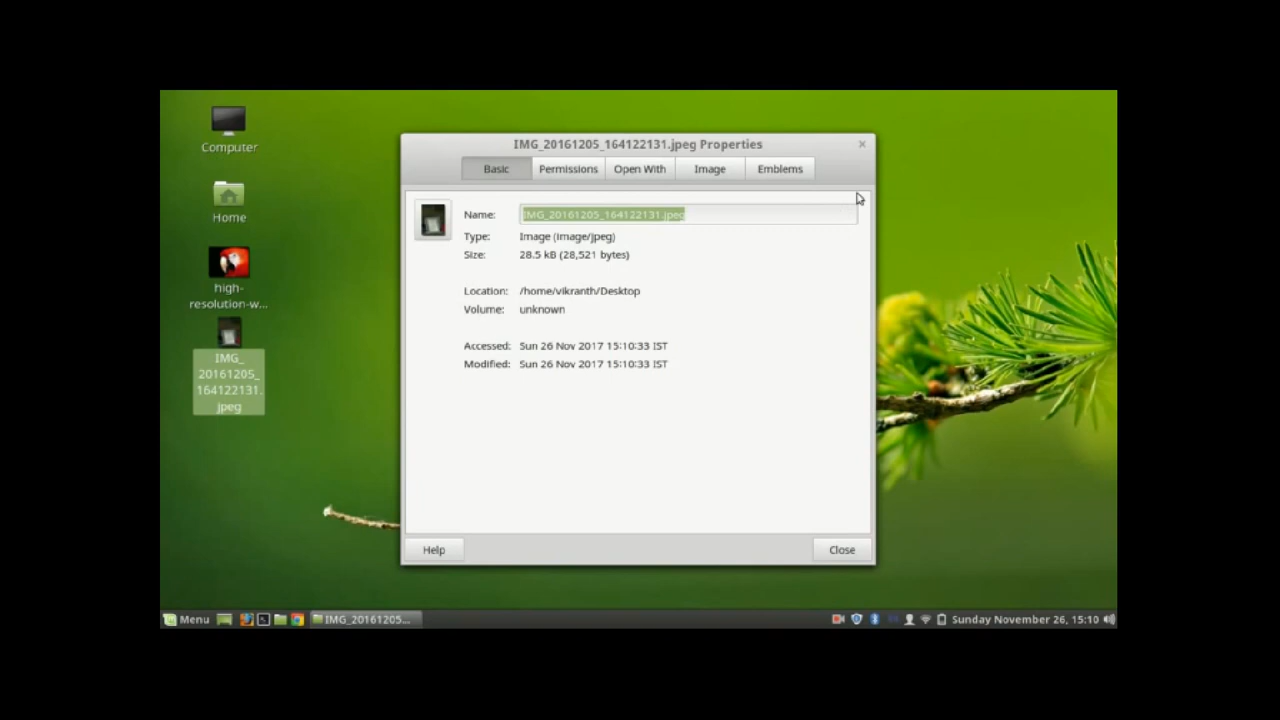 Computer
Home
high-
resolution-w...
IMG_
20161205_
164122131.
jpeg
IMG_20161205_164122131.jpeg Properties
Basic Permissions Open With Image Emblems
Name: IMG_20161205_164122131.jpeg
Type: Image (image/jpeg)
Size: 28.5 kB (28,521 bytes)
Location: /home/vikranth/Desktop
Volume: unknown
Accessed: Sun 26 Nov 2017 15:10:33 IST
Modified: Sun 26 Nov 2017 15:10:33 IST
Help Close
Menu IMG_20161205... Sunday November 26, 15:10